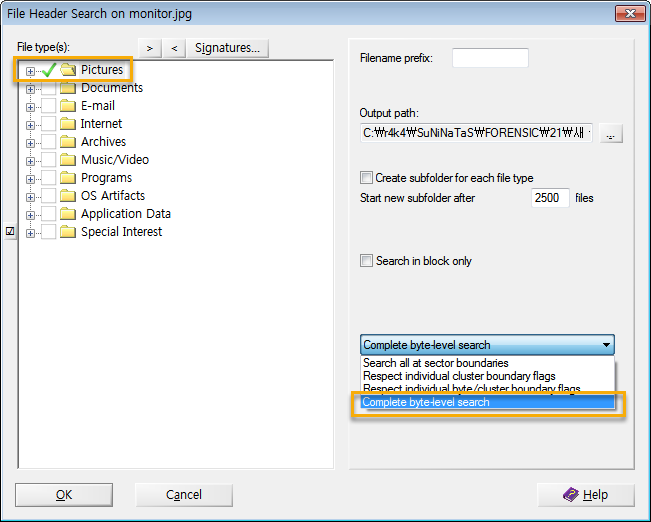 File Header Search on monitor.jpg
File type(s):
>
<
Signatures...
Pictures
Documents
E-mail
Internet
Archives
Music/Video
Programs
OS Artifacts
Application Data
Special Interest
Filename prefix:
Output path:
C:₩r4k4₩SuNiNaTaS₩FORENSIC₩21₩새
...
Create subfolder for each file type
Start new subfolder after 2500 files
Search in block only
Complete byte-level search
Search all at sector boundaries
Respect individual cluster boundary flags
Respect individual byte/cluster boundary flags
Complete byte-level search
OK
Cancel
Help